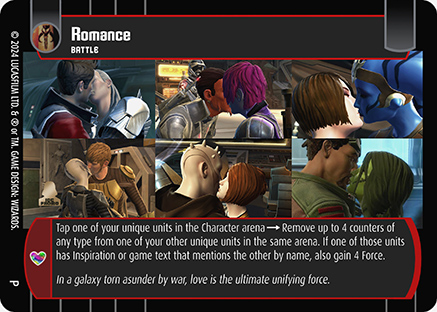 Romance
BATTLE
© 2024 LUCASFILM LTD. & ® or TM. GAME DESIGN: WIZARDS.
P
Tap one of your unique units in the Character arena → Remove up to 4 counters
of any type from one of your other unique units in the same arena. If one of those units
has Inspiration or game text that mentions the other by name, also gain 4 Force.
In a galaxy torn asunder by war, love is the ultimate unifying force.